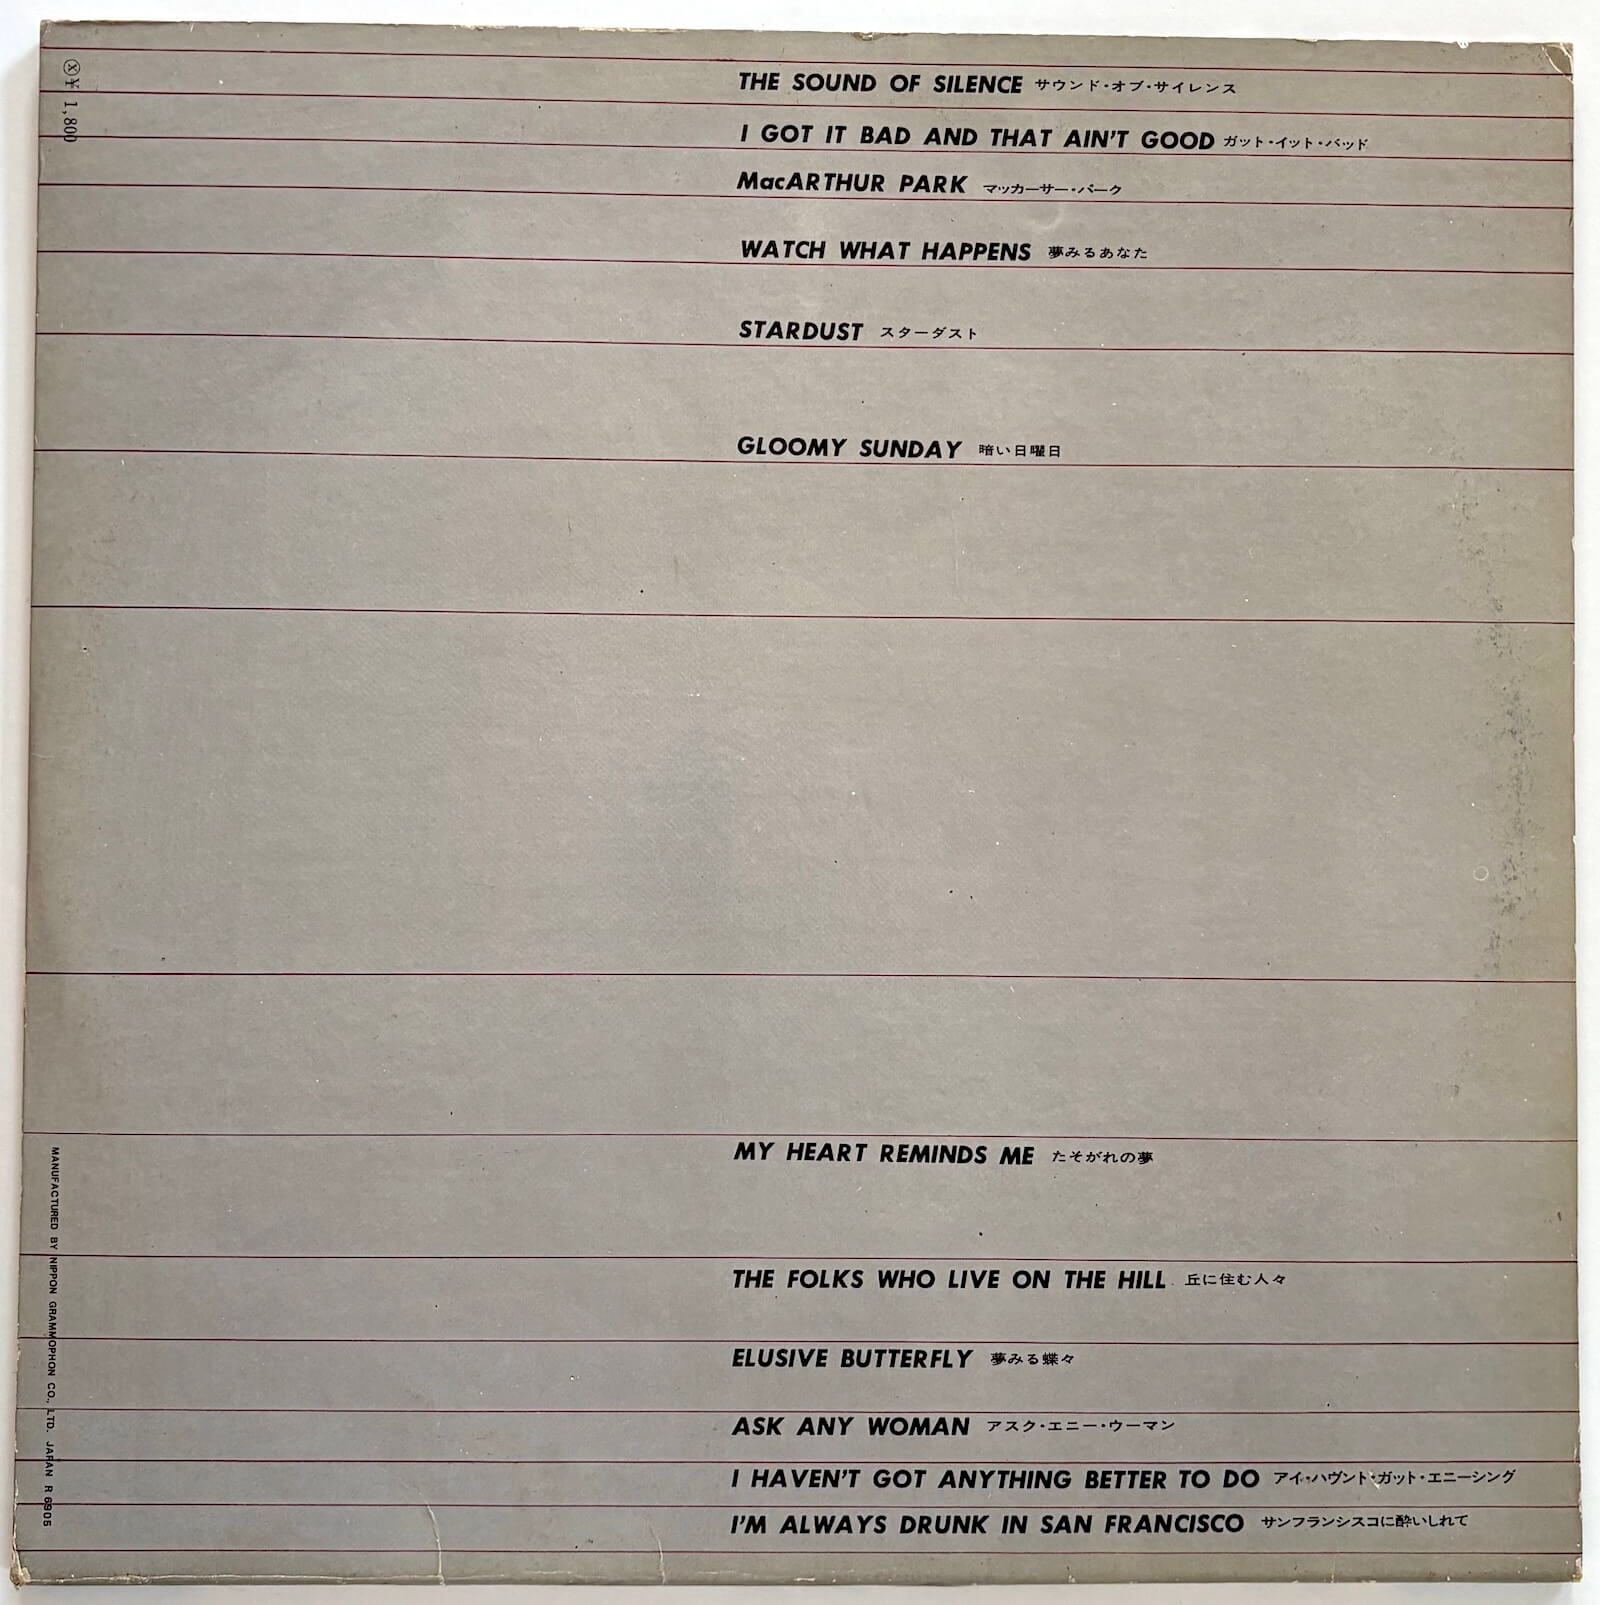 Ⓧ¥ 1,800
THE SOUND OF SILENCE サウンド・オブ・サイレンス
I GOT IT BAD AND THAT AIN'T GOOD ガット・イット・バッド
MacARTHUR PARK マッカーサー・パーク
WATCH WHAT HAPPENS 夢みるあなた
STARDUST スターダスト
GLOOMY SUNDAY 暗い日曜日
MY HEART REMINDS ME たそがれの夢
THE FOLKS WHO LIVE ON THE HILL 丘に住む人々
ELUSIVE BUTTERFLY 夢みる蝶々
ASK ANY WOMAN アスク・エニー・ウーマン
I HAVEN'T GOT ANYTHING BETTER TO DO アイ・ハヴント・ガット・エニーシング
I'M ALWAYS DRUNK IN SAN FRANCISCO サンフランシスコに酔いしれて
MANUFACTURED BY NIPPON GRAMMOPHON CO., LTD. JAPAN R 6905